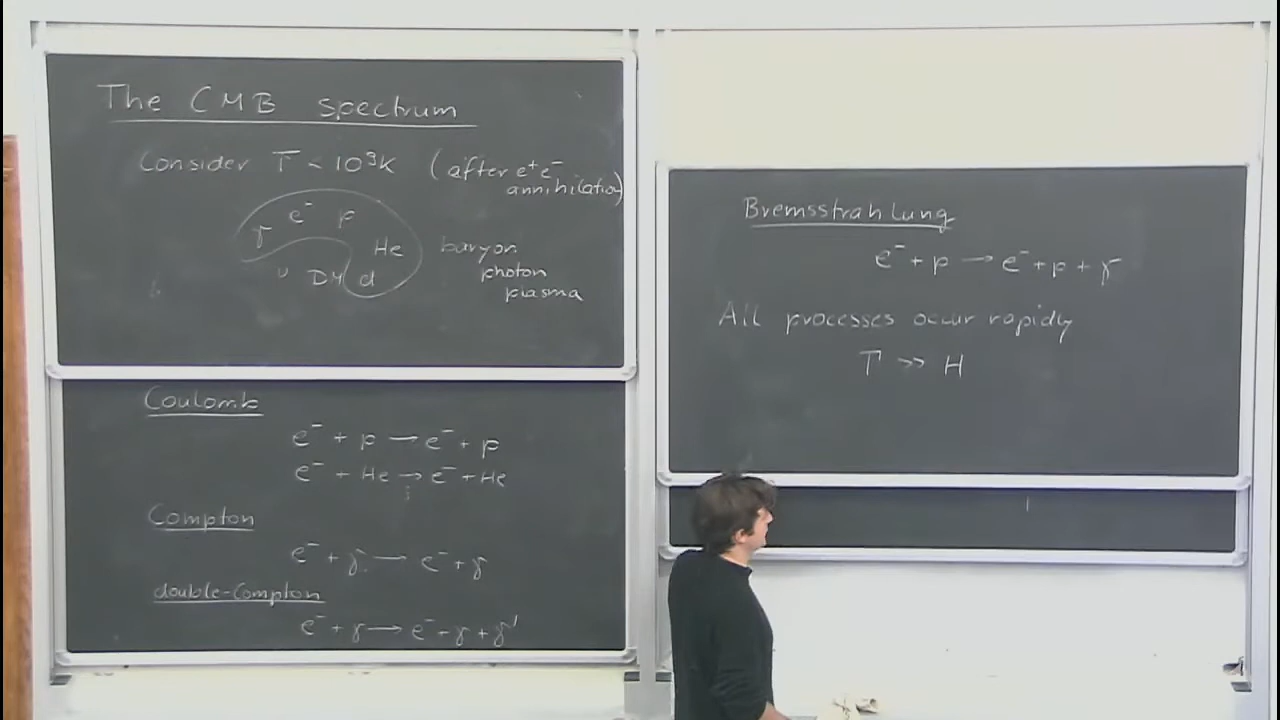 The CMB spectrum
Consider T < 10⁹K (after e⁺e⁻
annihilation)
e⁻ p
γ He
ν DM d
baryon
photon
plasma
Coulomb
e⁻ + p → e⁻ + p
e⁻ + He → e⁻ + He
Compton
e⁻ + γ → e⁻ + γ
double-Compton
e⁻ + γ → e⁻ + γ + γ'
Bremsstrahlung
e⁻ + p → e⁻ + p + γ
All processes occur rapidly
Γ >> H